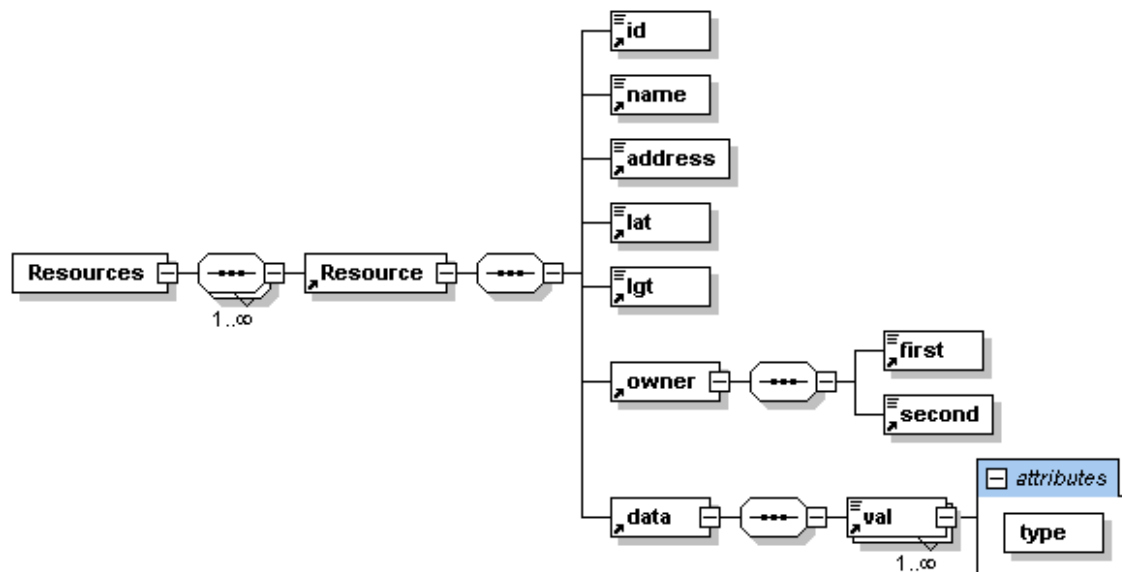 id
name
address
lat
Resources
Resource
lgt
1..∞
first
owner
second
attributes
data
val
type
1..∞